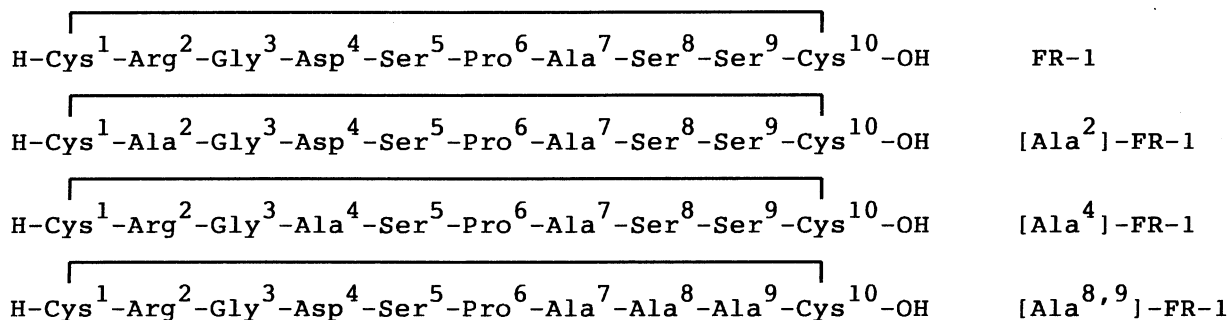 H-Cys¹-Arg²-Gly³-Asp⁴-Ser⁵-Pro⁶-Ala⁷-Ser⁸-Ser⁹-Cys¹⁰-OH FR-1
H-Cys¹-Ala²-Gly³-Asp⁴-Ser⁵-Pro⁶-Ala⁷-Ser⁸-Ser⁹-Cys¹⁰-OH [Ala²]-FR-1
H-Cys¹-Arg²-Gly³-Ala⁴-Ser⁵-Pro⁶-Ala⁷-Ser⁸-Ser⁹-Cys¹⁰-OH [Ala⁴]-FR-1
H-Cys¹-Arg²-Gly³-Asp⁴-Ser⁵-Pro⁶-Ala⁷-Ala⁸-Ala⁹-Cys¹⁰-OH [Ala⁸,⁹]-FR-1